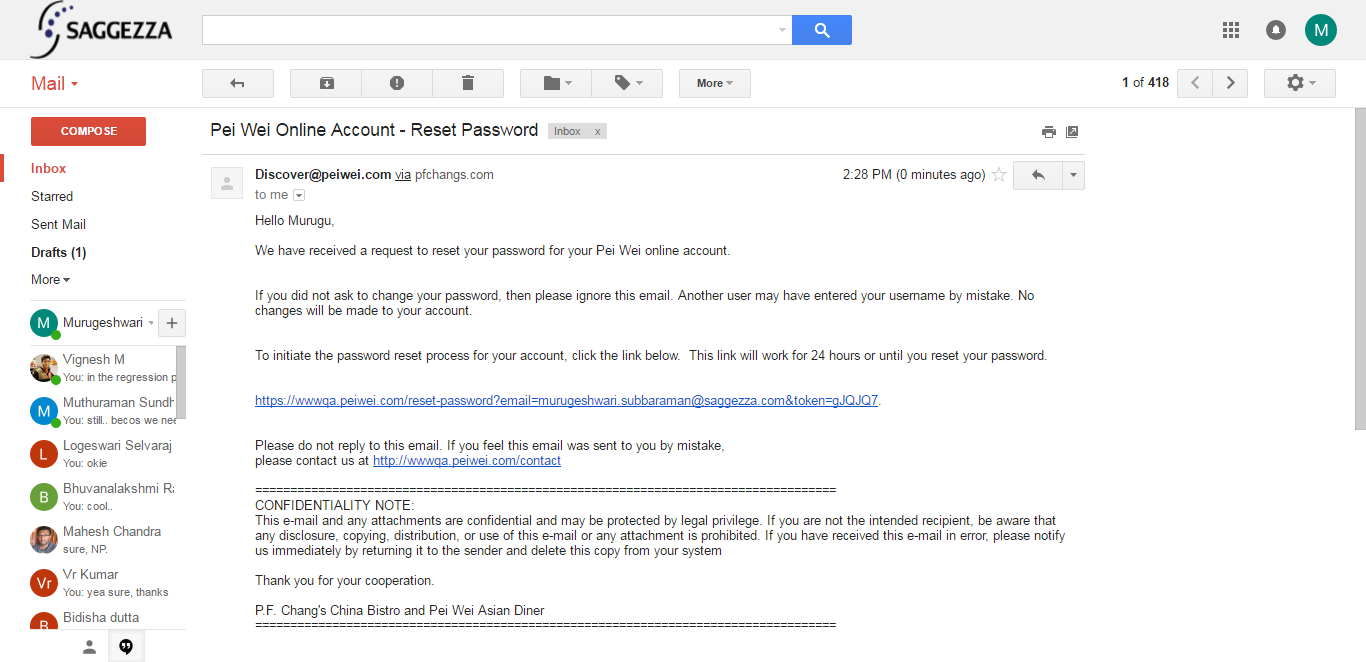 SAGGEZZA
M
Mail
More
1 of 418
COMPOSE
Inbox
Starred
Sent Mail
Drafts (1)
More
M Murugeshwari +
Vignesh M
You: in the regression p
M Muthuraman Sundh
You: still.. becos we nee
L Logeswari Selvaraj
You: okie
B Bhuvanalakshmi Ra
You: cool..
Mahesh Chandra
sure, NP.
Vr Vr Kumar
You: yea sure, thanks
B Bidisha dutta
Pei Wei Online Account - Reset Password Inbox x
Discover@peiwei.com via pfchangs.com 2:28 PM (0 minutes ago)
to me
Hello Murugu,
We have received a request to reset your password for your Pei Wei online account.
If you did not ask to change your password, then please ignore this email. Another user may have entered your username by mistake. No
changes will be made to your account.
To initiate the password reset process for your account, click the link below.  This link will work for 24 hours or until you reset your password.
https://wwwqa.peiwei.com/reset-password?email=murugeshwari.subbaraman@saggezza.com&token=gJQJQ7.
Please do not reply to this email. If you feel this email was sent to you by mistake,
please contact us at http://wwwqa.peiwei.com/contact
===================================================================================
CONFIDENTIALITY NOTE:
This e-mail and any attachments are confidential and may be protected by legal privilege. If you are not the intended recipient, be aware that
any disclosure, copying, distribution, or use of this e-mail or any attachment is prohibited. If you have received this e-mail in error, please notify
us immediately by returning it to the sender and delete this copy from your system
Thank you for your cooperation.
P.F. Chang's China Bistro and Pei Wei Asian Diner
===================================================================================